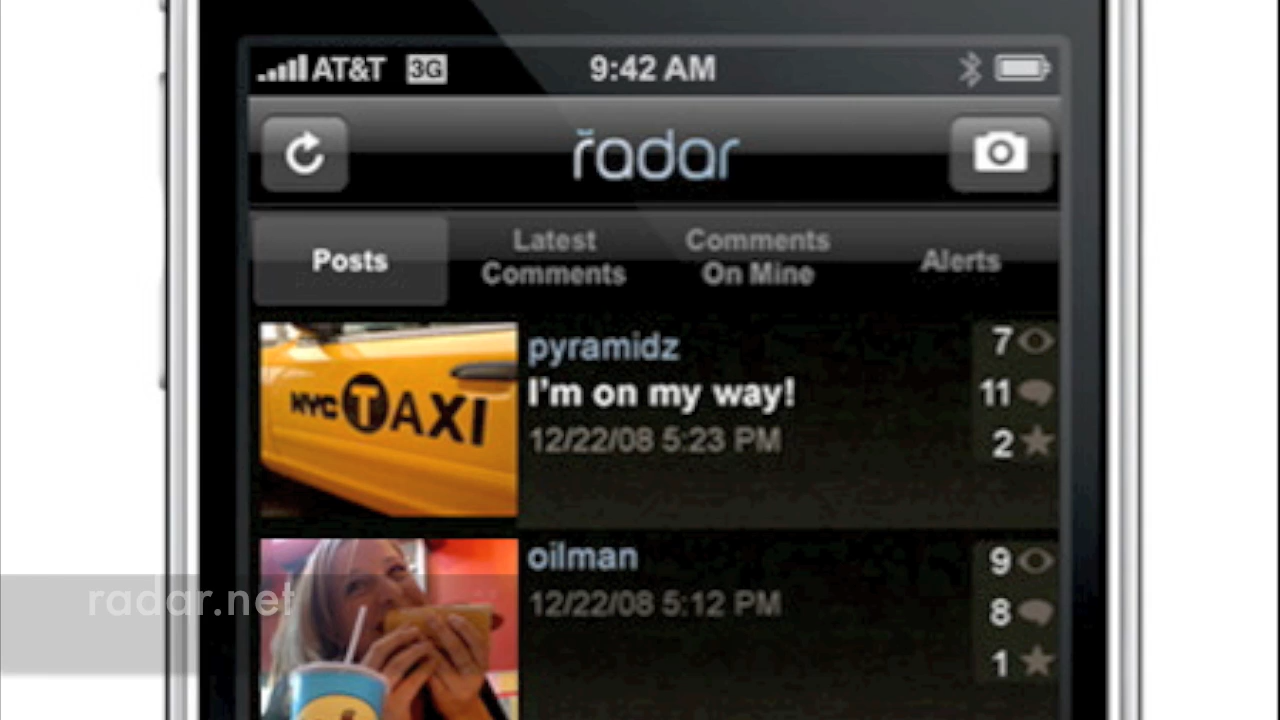 AT&T 3G 9:42 AM
řadar
Posts
Latest
Comments
Comments
On Mine
Alerts
NYC TAXI
pyramidz
I'm on my way!
12/22/08 5:23 PM
7
11
2
oilman
12/22/08 5:12 PM
9
8
1
radar.net